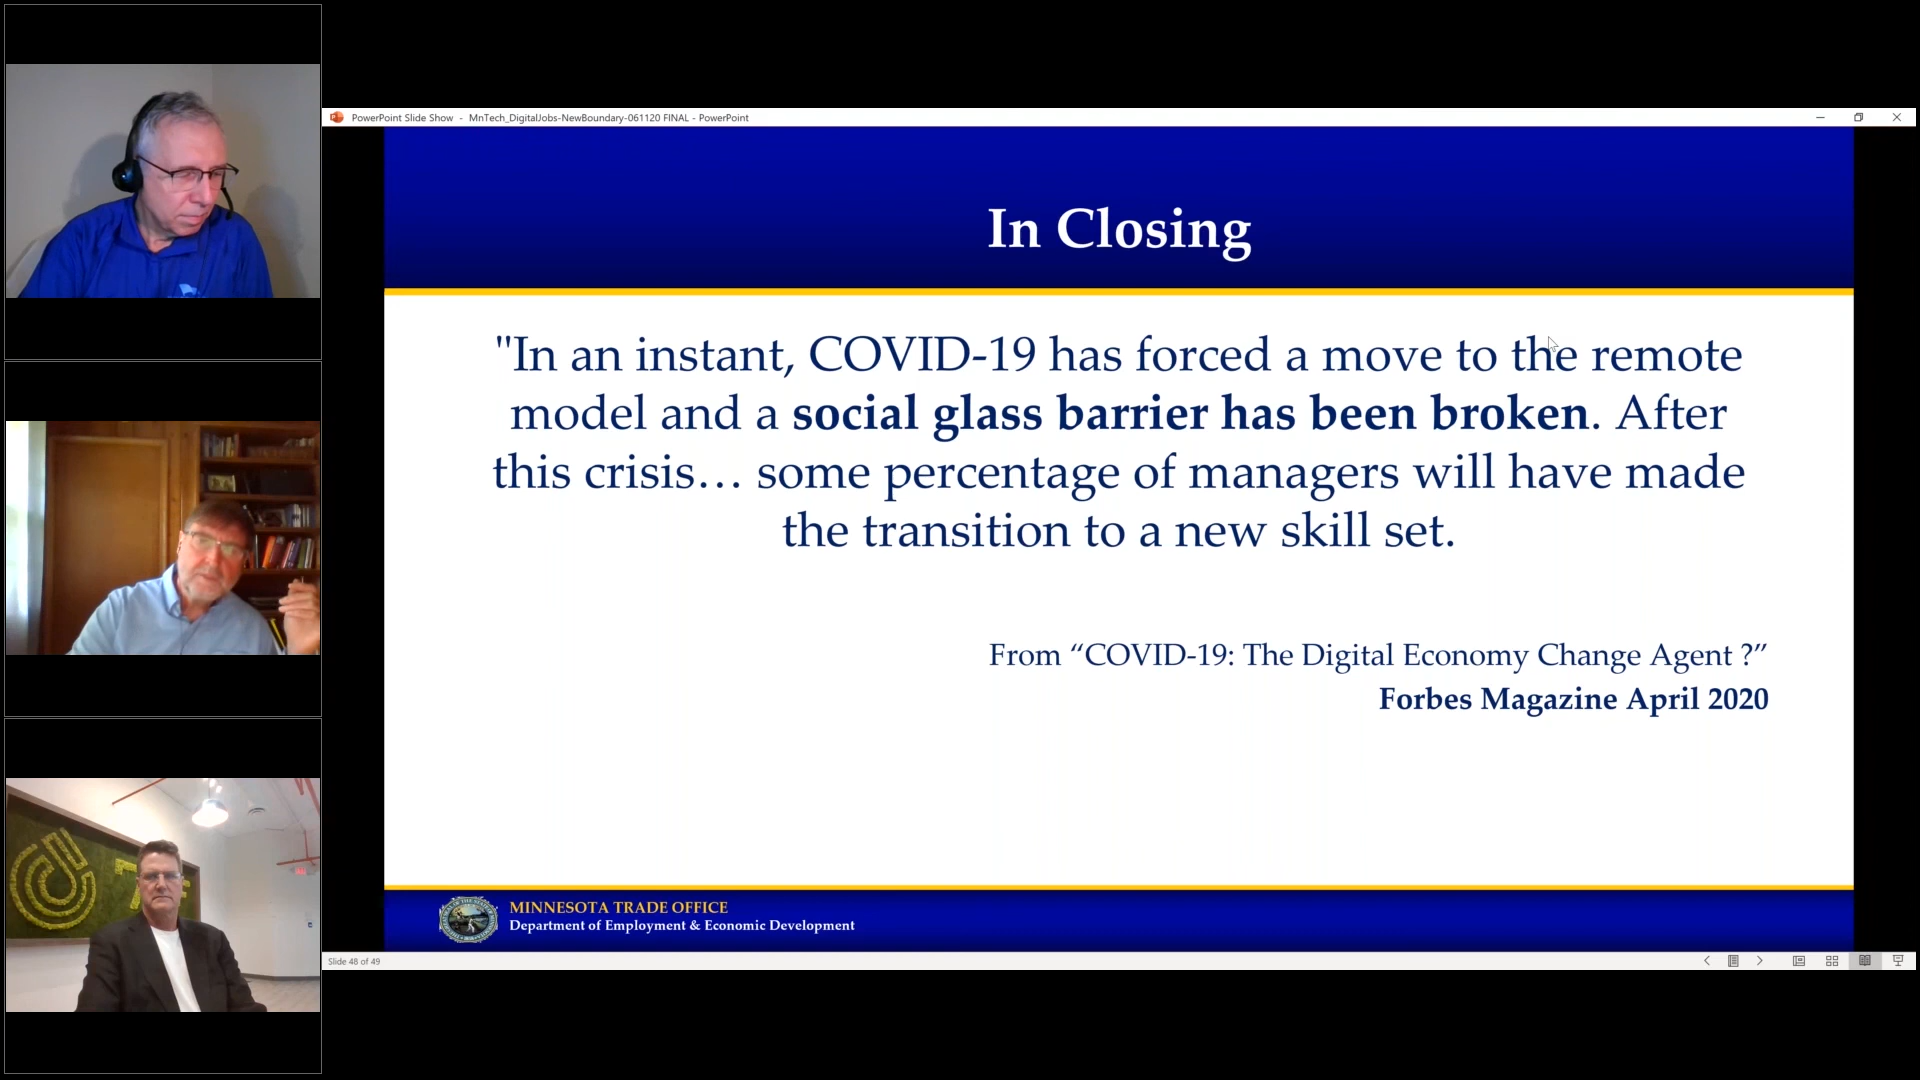 PowerPoint Slide Show - MnTech_DigitalJobs-NewBoundary-061120 FINAL - PowerPoint
In Closing
"In an instant, COVID-19 has forced a move to the remote
model and a social glass barrier has been broken. After
this crisis… some percentage of managers will have made
the transition to a new skill set.
From “COVID-19: The Digital Economy Change Agent ?”
Forbes Magazine April 2020
MINNESOTA TRADE OFFICE
Department of Employment & Economic Development
Slide 48 of 49